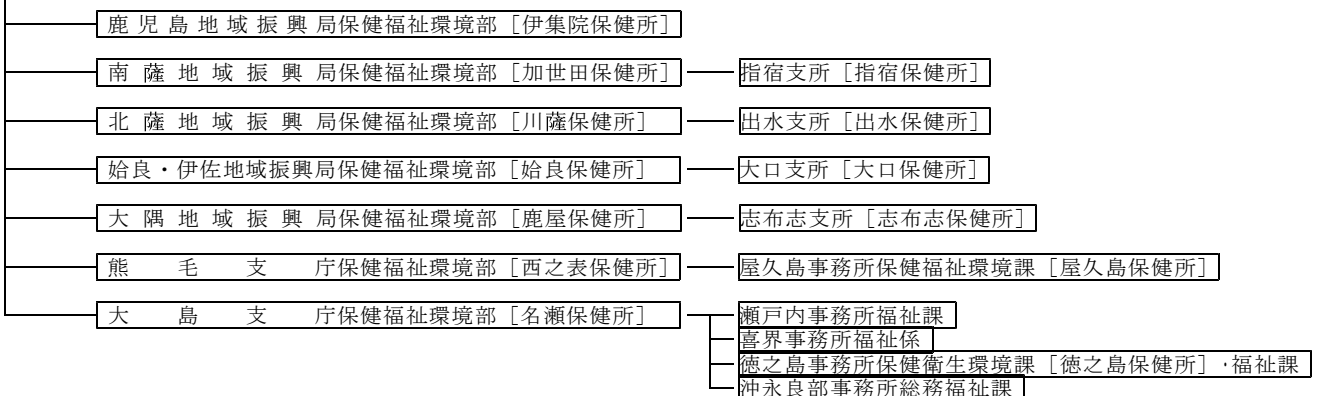 鹿児島地域振興局保健福祉環境部［伊集院保健所］
南薩地域振興局保健福祉環境部［加世田保健所］ 指宿支所［指宿保健所］
北薩地域振興局保健福祉環境部［川薩保健所］ 出水支所［出水保健所］
姶良・伊佐地域振興局保健福祉環境部［姶良保健所］ 大口支所［大口保健所］
大隅地域振興局保健福祉環境部［鹿屋保健所］ 志布志支所［志布志保健所］
熊毛支庁保健福祉環境部［西之表保健所］ 屋久島事務所保健福祉環境課［屋久島保健所］
大島支庁保健福祉環境部［名瀬保健所］ 瀬戸内事務所福祉課
喜界事務所福祉係
徳之島事務所保健衛生環境課［徳之島保健所］・福祉課
沖永良部事務所総務福祉課